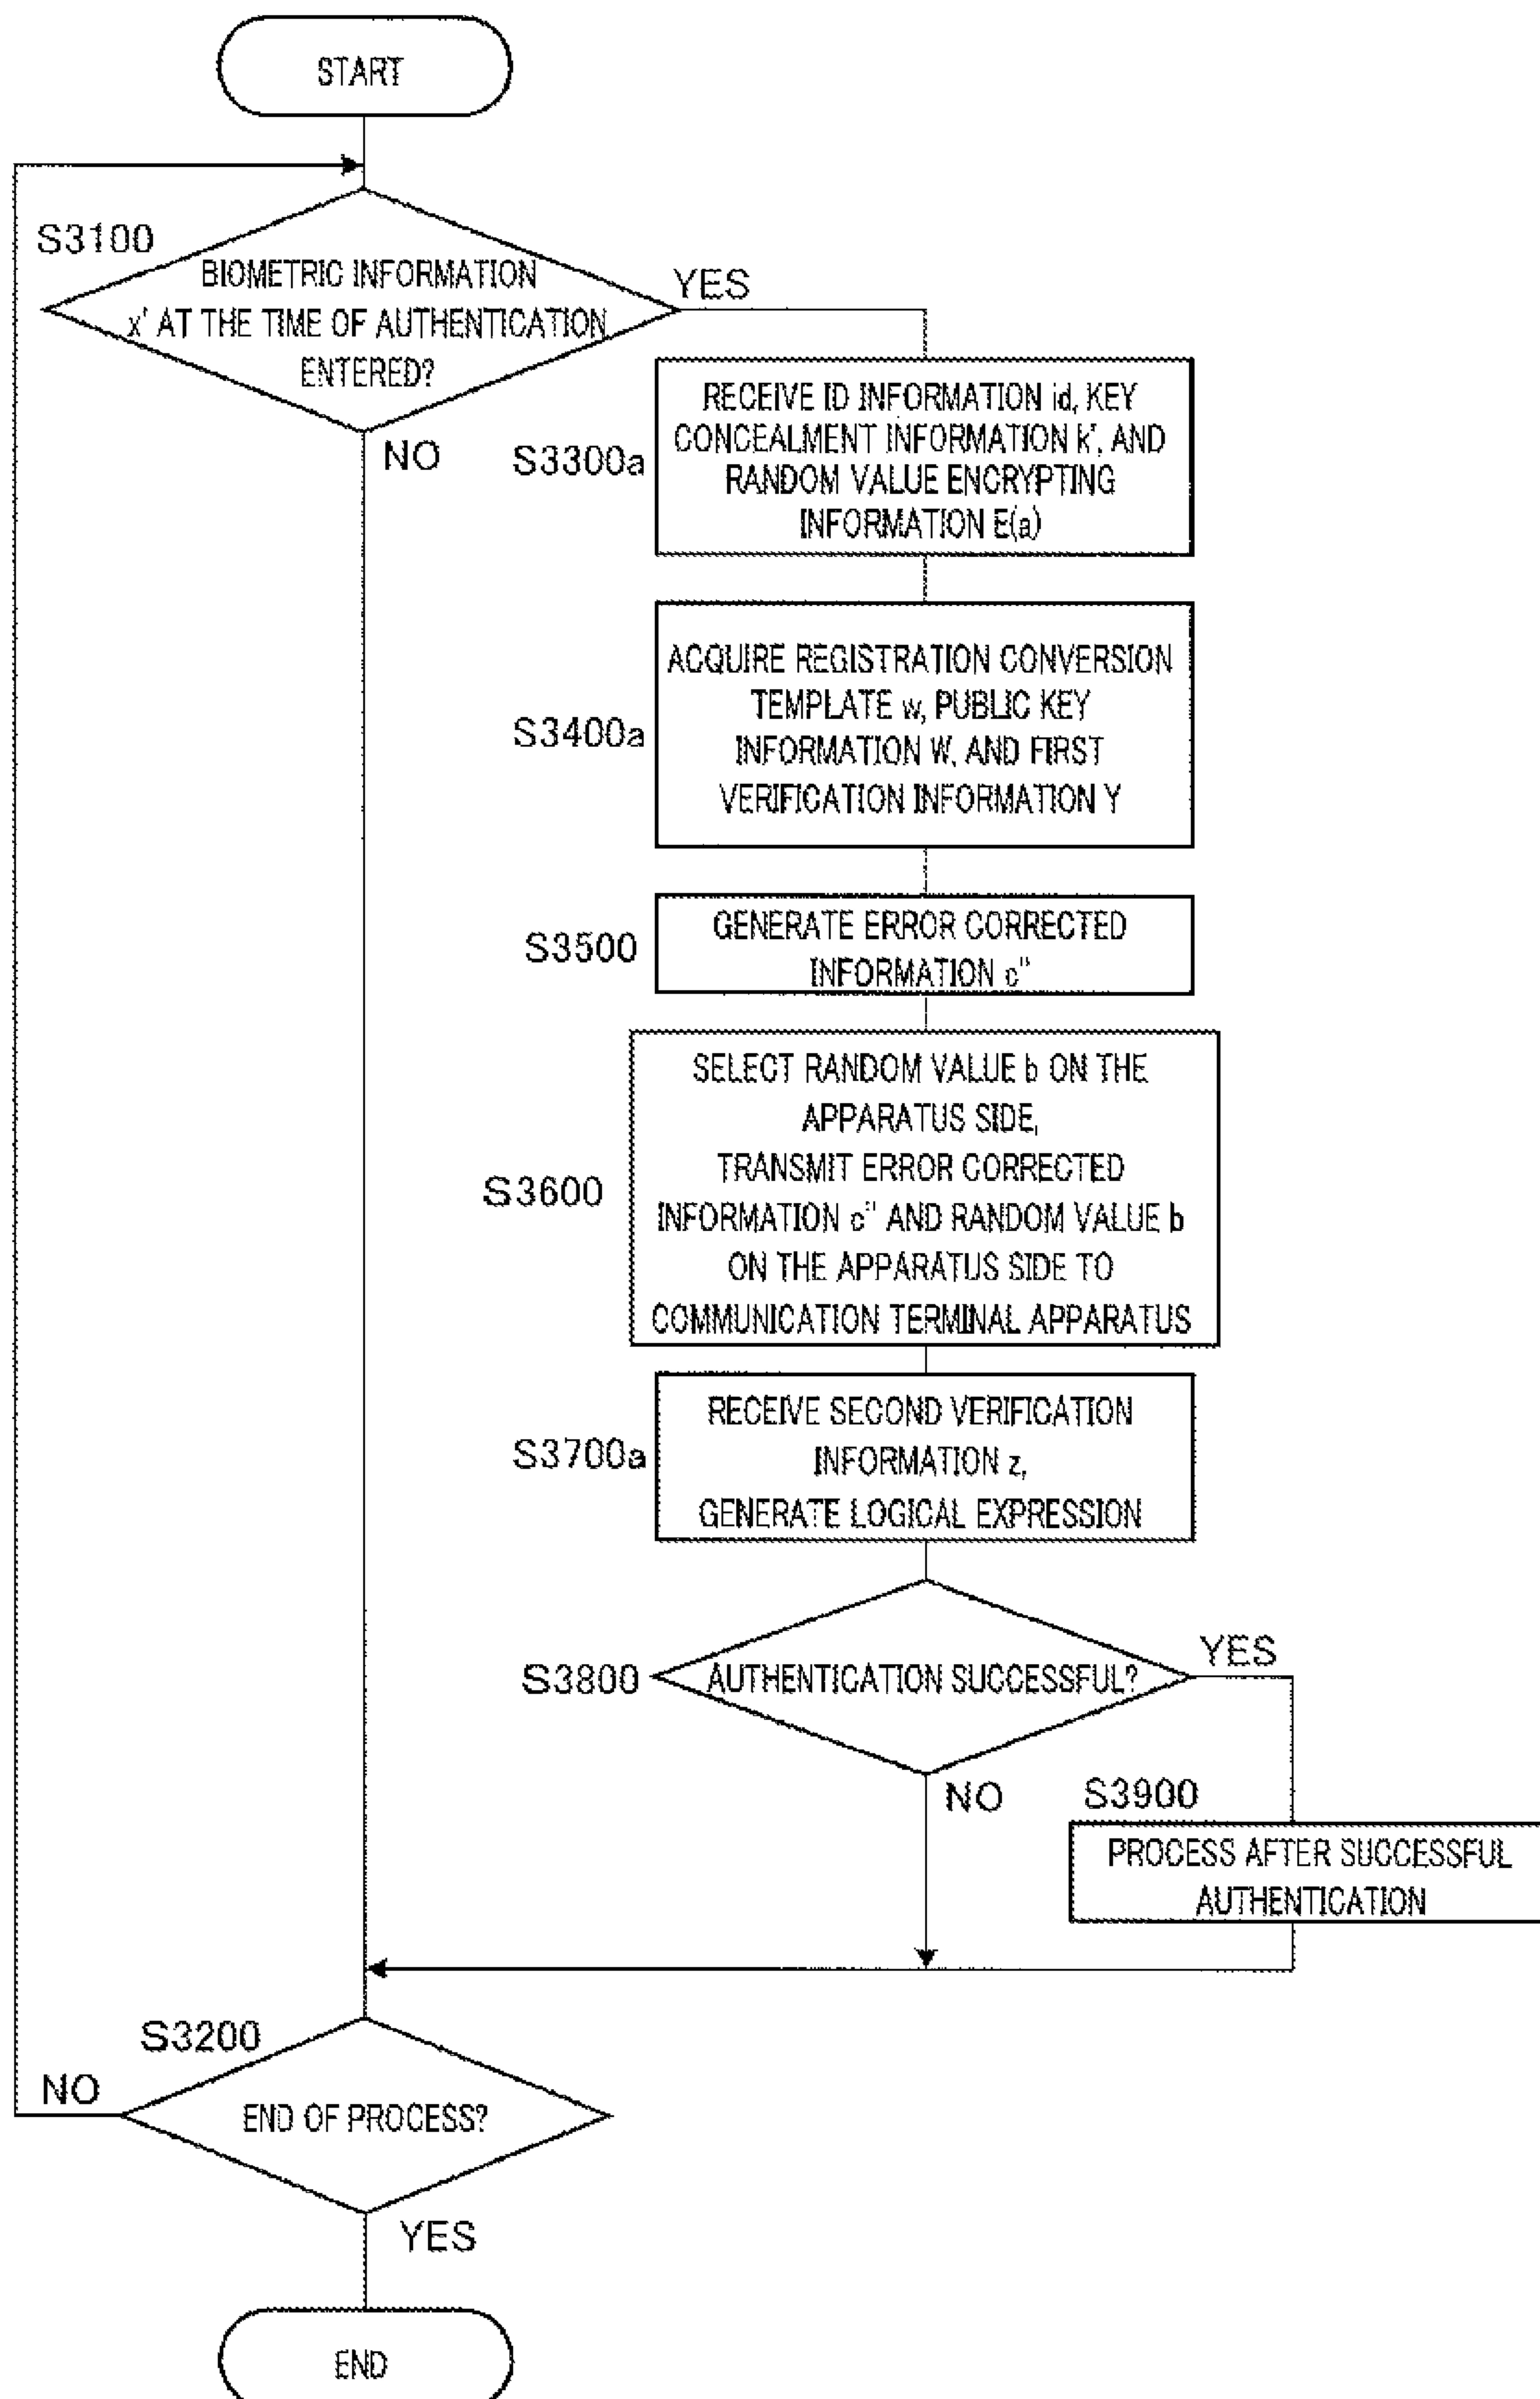 START
S3100
BIOMETRIC INFORMATION
x' AT THE TIME OF AUTHENTICATION
ENTERED?
YES
NO
S3300a
RECEIVE ID INFORMATION id, KEY
CONCEALMENT INFORMATION k', AND
RANDOM VALUE ENCRYPTING
INFORMATION E(a)
S3400a
ACQUIRE REGISTRATION CONVERSION
TEMPLATE w, PUBLIC KEY
INFORMATION W, AND FIRST
VERIFICATION INFORMATION Y
S3500
GENERATE ERROR CORRECTED
INFORMATION c"
S3600
SELECT RANDOM VALUE b ON THE
APPARATUS SIDE,
TRANSMIT ERROR CORRECTED
INFORMATION c" AND RANDOM VALUE b
ON THE APPARATUS SIDE TO
COMMUNICATION TERMINAL APPARATUS
S3700a
RECEIVE SECOND VERIFICATION
INFORMATION z,
GENERATE LOGICAL EXPRESSION
S3800
AUTHENTICATION SUCCESSFUL?
YES
NO
S3900
PROCESS AFTER SUCCESSFUL
AUTHENTICATION
S3200
NO
END OF PROCESS?
YES
END